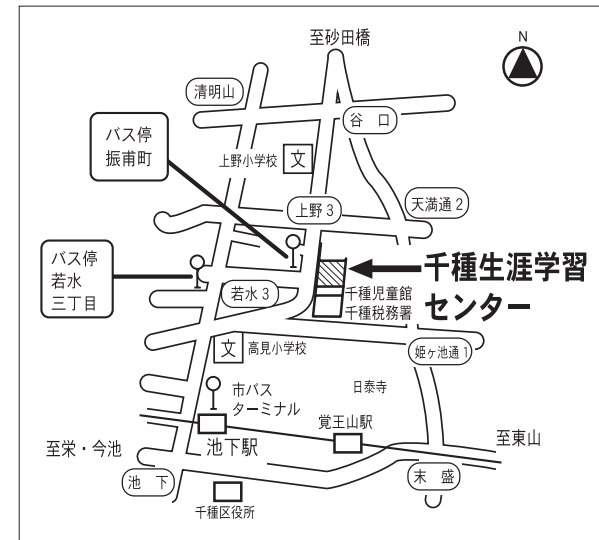 至砂田橋
N
清明山
谷 口
バス停
振甫町
上野小学校
文
天満通 2
上野 3
バス停
若水
三丁目
千種生涯学習
センター
若水 3
千種児童館
千種税務署
文
高見小学校
姫ヶ池通 1
市バス
ターミナル
日泰寺
覚王山駅
至栄・今池
池下駅
至東山
池 下
末 盛
千種区役所